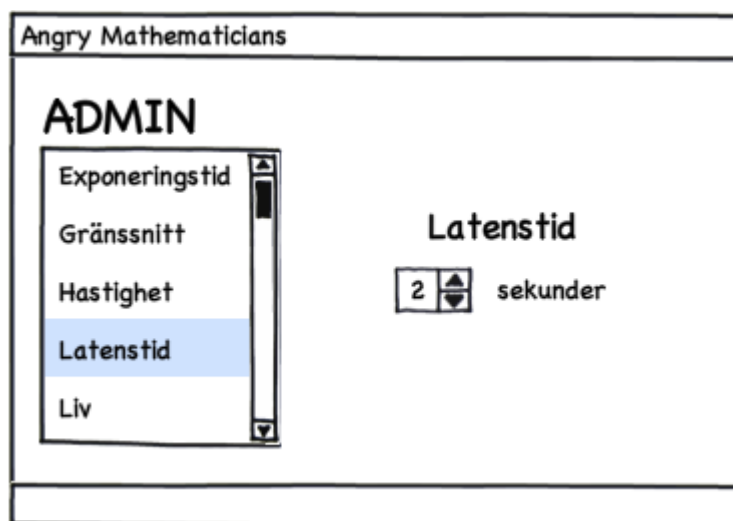 Angry Mathematicians
ADMIN
Exponeringstid
Gränssnitt
Hastighet
Latenstid
Liv
Latenstid
2 sekunder